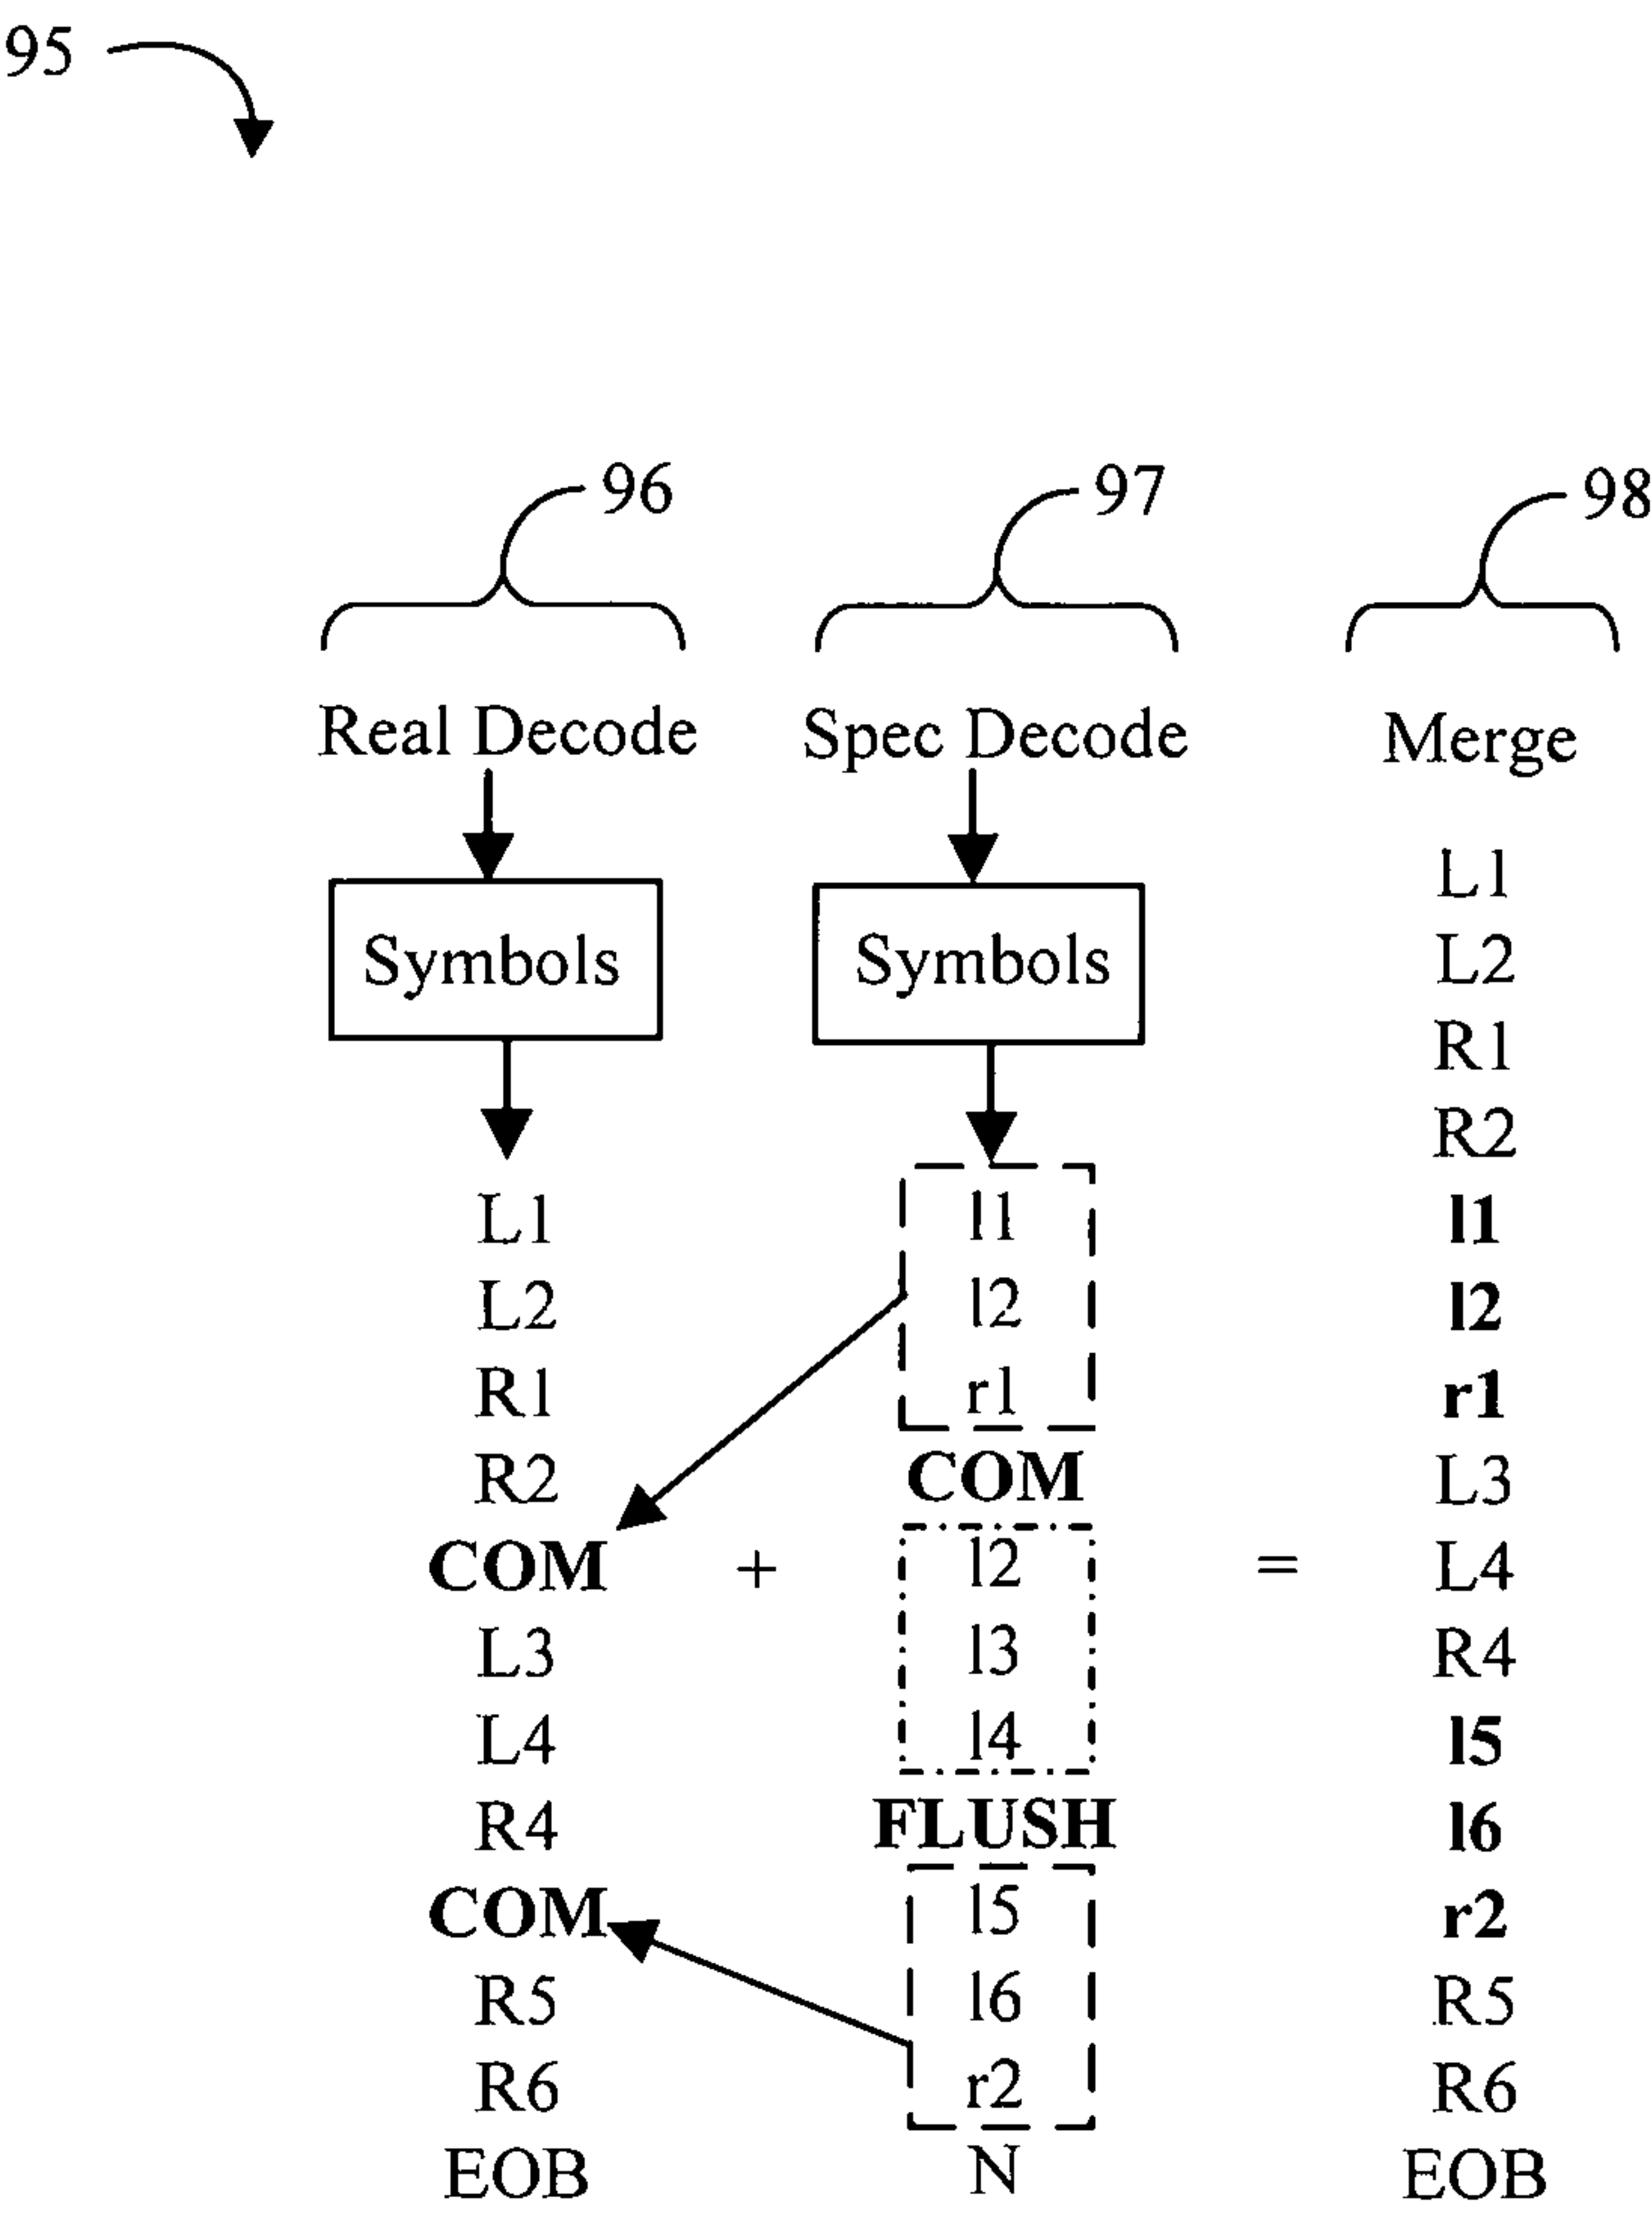 95
96
97
98
Real Decode
Spec Decode
Merge
Symbols
Symbols
L1
L2
R1
R2
COM
L3
L4
R4
COM
R5
R6
EOB
+
l1
l2
r1
COM
l2
l3
l4
FLUSH
l5
l6
r2
N
=
L1
L2
R1
R2
l1
l2
r1
L3
L4
R4
l5
l6
r2
R5
R6
EOB